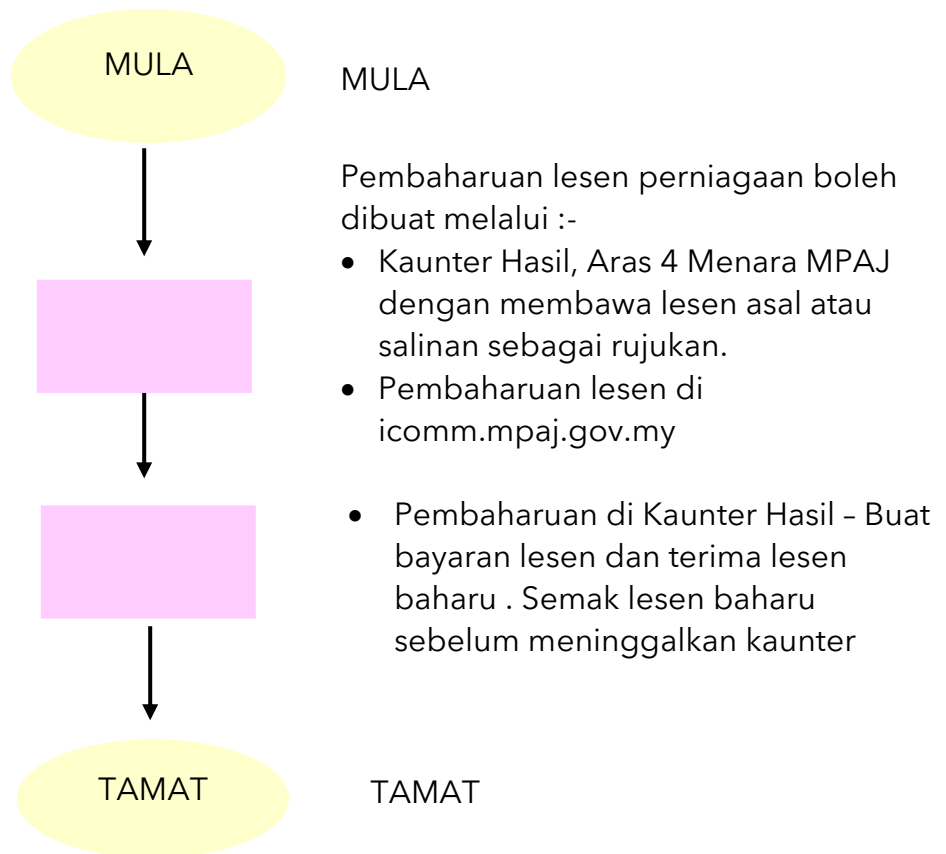 MULA
MULA
Pembaharuan lesen perniagaan boleh
dibuat melalui :-
• Kaunter Hasil, Aras 4 Menara MPAJ
dengan membawa lesen asal atau
salinan sebagai rujukan.
• Pembaharuan lesen di
icomm.mpaj.gov.my
• Pembaharuan di Kaunter Hasil – Buat
bayaran lesen dan terima lesen
baharu . Semak lesen baharu
sebelum meninggalkan kaunter
TAMAT
TAMAT